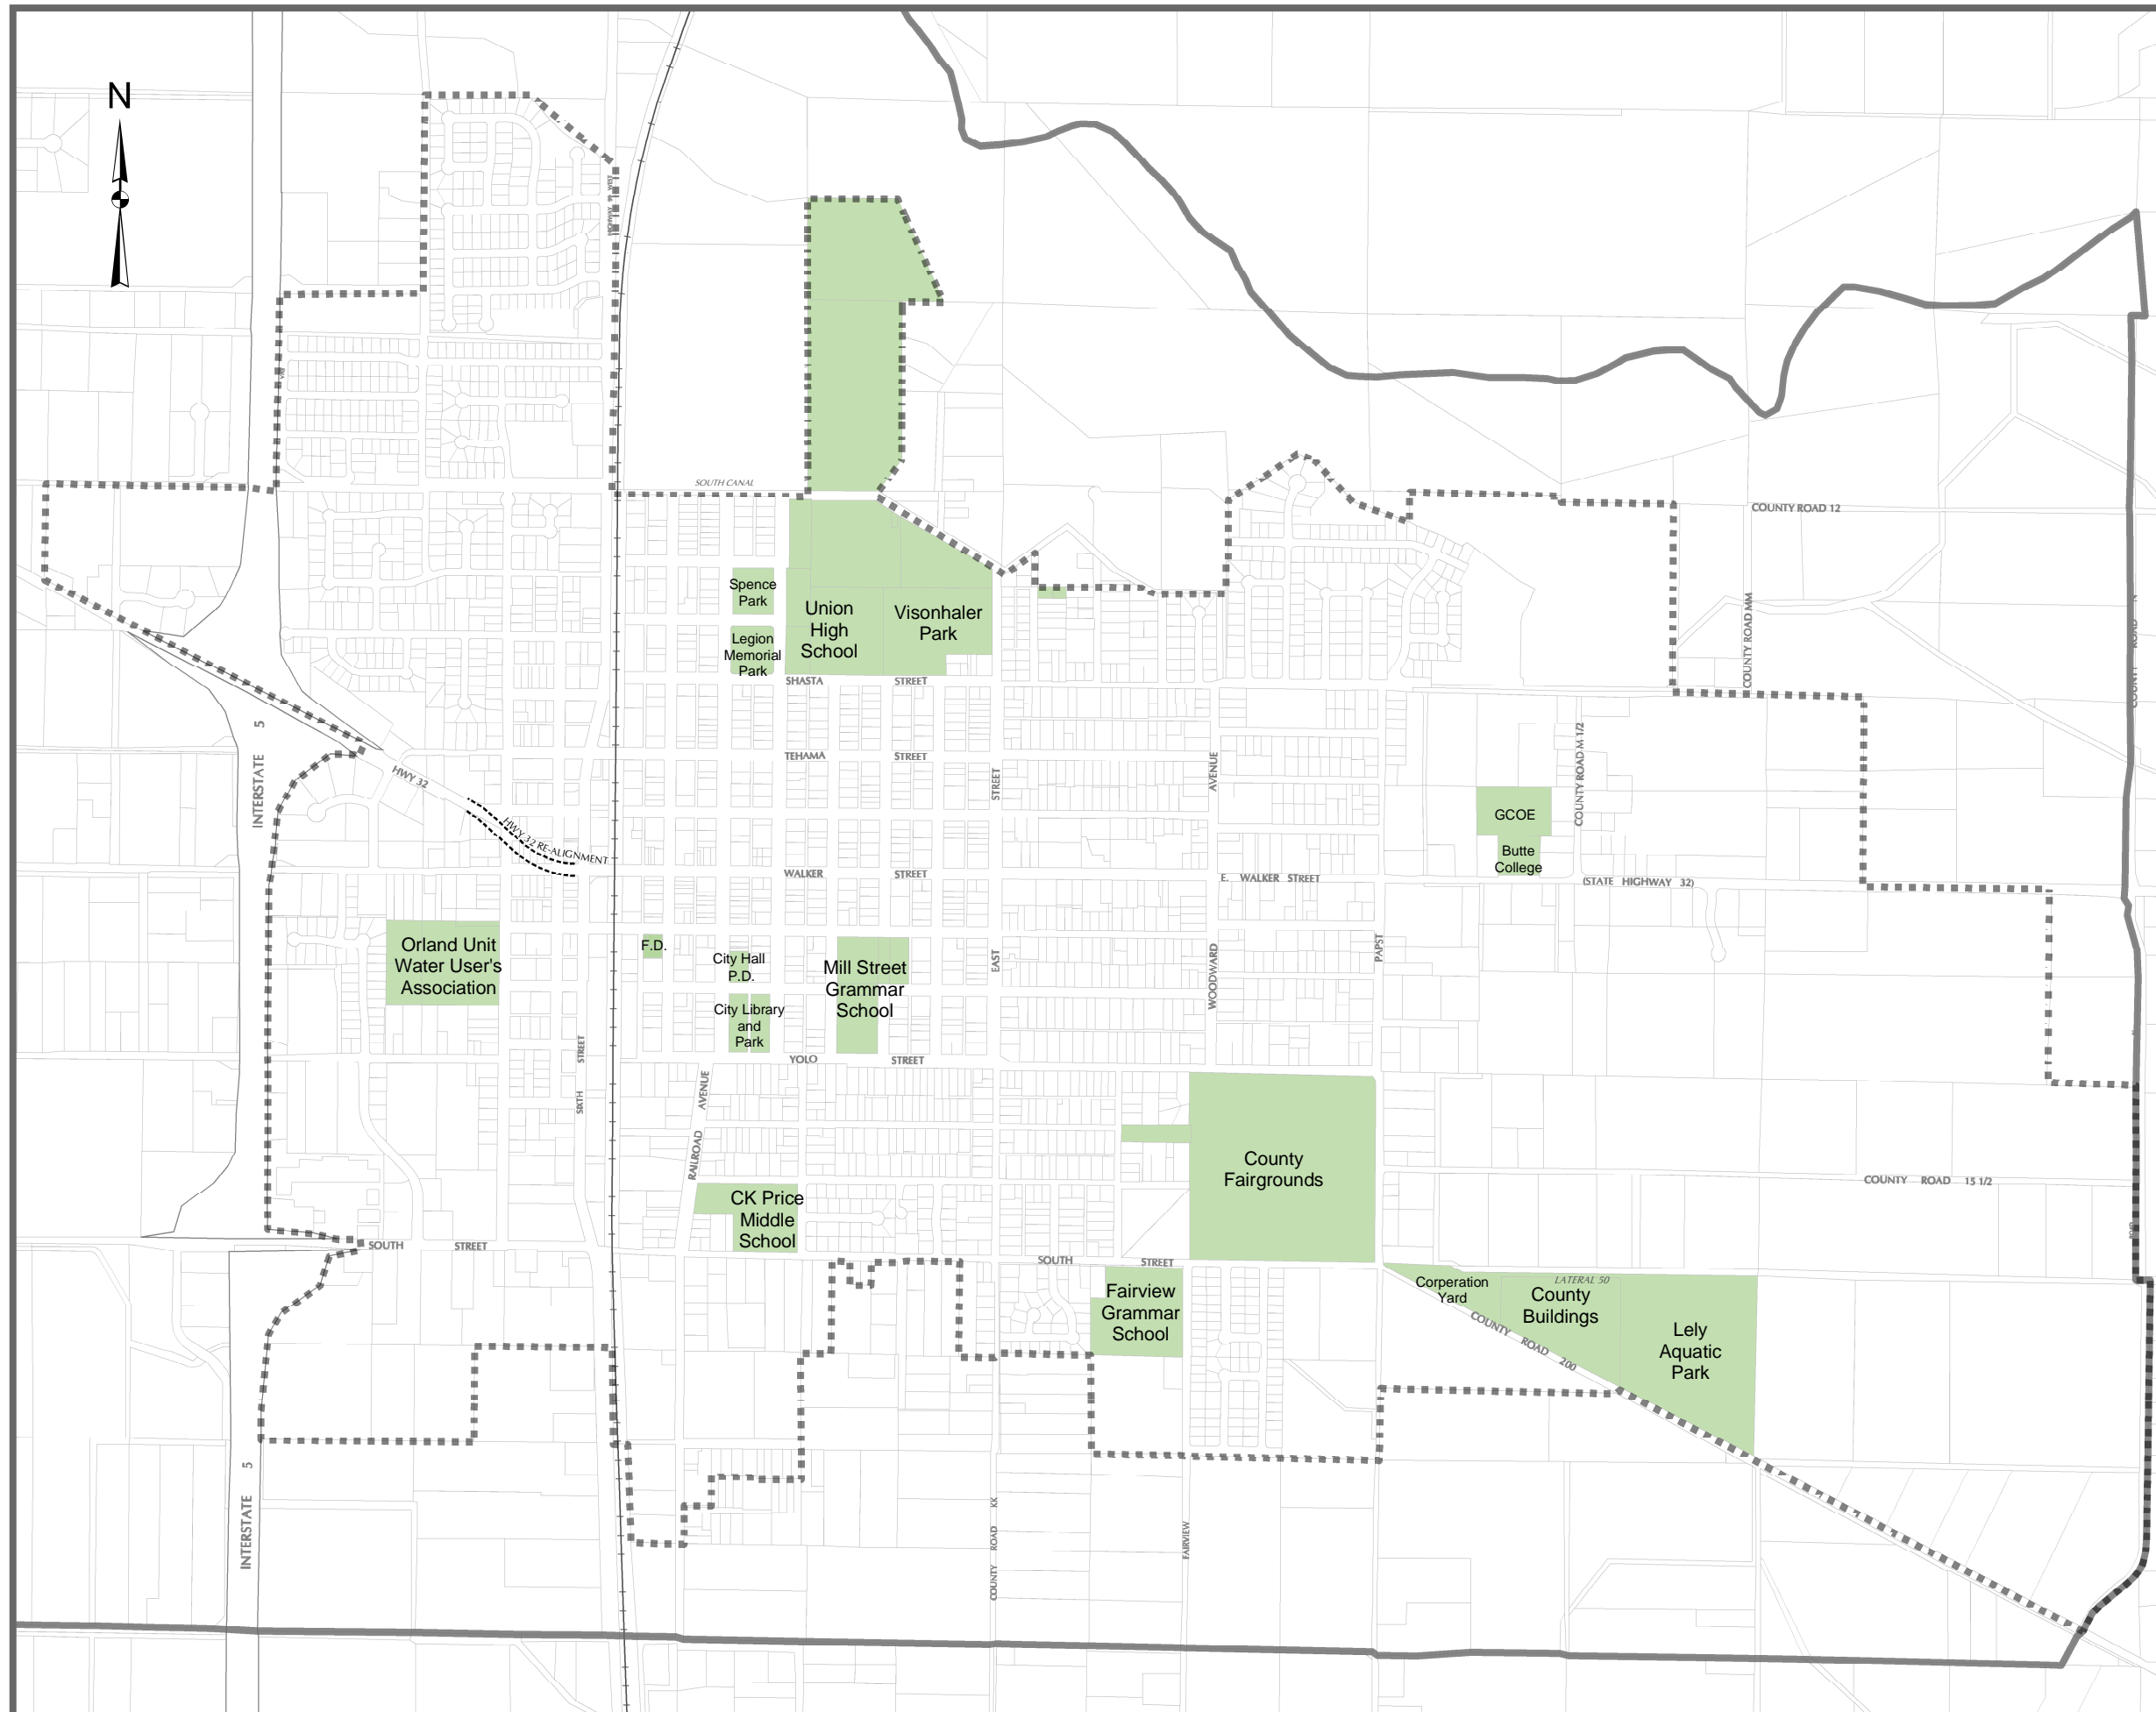 N
HIGHWAY 99 WEST
SOUTH CANAL
COUNTY ROAD 12
Spence
Park
Union
High
School
Visonhaler
Park
Legion
Memorial
Park
COUNTY ROAD MM
COUNTY ROAD N
SHASTA STREET
INTERSTATE 5
TEHAMA STREET
HWY 32
STREET
AVENUE
COUNTY ROAD M 1/2
HWY 32 RE-ALIGNMENT
GCOE
Butte
College
WALKER STREET
E. WALKER STREET
(STATE HIGHWAY 32)
Orland Unit
Water User's
Association
F.D.
City Hall
P.D.
Mill Street
Grammar
School
EAST
WOODWARD
PAPST
City Library
and
Park
SIXTH STREET
YOLO STREET
RAILROAD AVENUE
County
Fairgrounds
COUNTY ROAD 15 1/2
CK Price
Middle
School
SOUTH STREET
SOUTH STREET
Fairview
Grammar
School
Corperation
Yard
LATERAL 50
County
Buildings
COUNTY ROAD 200
Lely
Aquatic
Park
INTERSTATE 5
COUNTY ROAD KK
FAIRVIEW